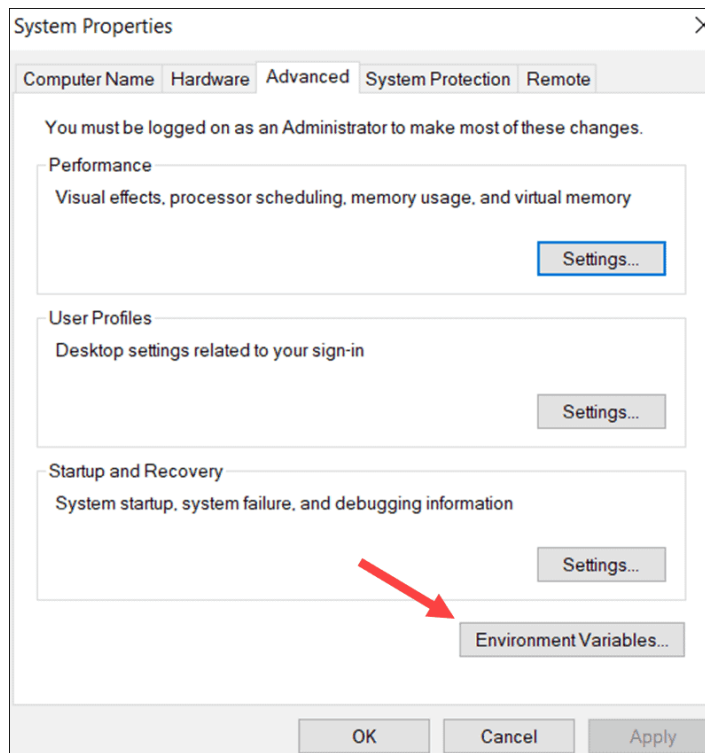 System Properties
Computer Name Hardware Advanced System Protection Remote
You must be logged on as an Administrator to make most of these changes.
Performance
Visual effects, processor scheduling, memory usage, and virtual memory
Settings...
User Profiles
Desktop settings related to your sign-in
Settings...
Startup and Recovery
System startup, system failure, and debugging information
Settings...
Environment Variables...
OK Cancel Apply